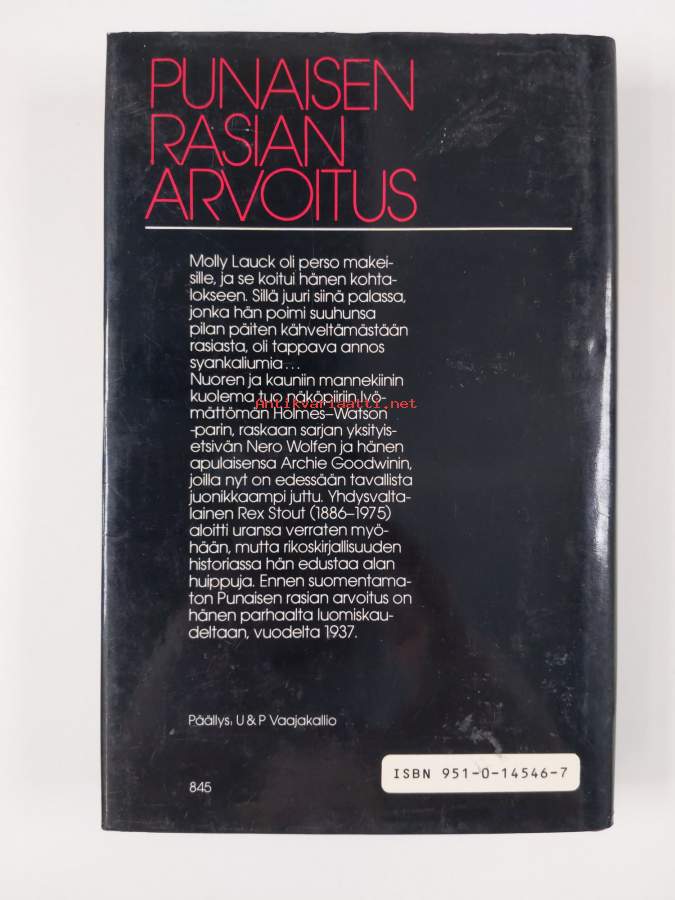 PUNAISEN
RASIAN
ARVOITUS
Molly Lauck oli perso makei-
sille, ja se koitui hänen kohta-
lokseen. Sillä juuri siinä palassa,
jonka hän poimi suuhunsa
pilan päiten kähveltämästään
rasiasta, oli tappava annos
syankaliumia...
Nuoren ja kauniin mannekiinin
kuolema tuo näköpiiriin lyö-
Antikvariaatti.net
mättömän Holmes–Watson
-parin, raskaan sarjan yksityis-
etsivän Nero Wolfen ja hänen
apulaisensa Archie Goodwinin,
joilla nyt on edessään tavallista
juonikkaampi juttu. Yhdysvalta-
lainen Rex Stout (1886–1975)
aloitti uransa verraten myö-
hään, mutta rikoskirjallisuuden
historiassa hän edustaa alan
huippuja. Ennen suomentama-
ton Punaisen rasian arvoitus on
hänen parhaalta luomiskau-
deltaan, vuodelta 1937.
Päällys: U & P Vaajakallio
845
ISBN 951-0-14546-7